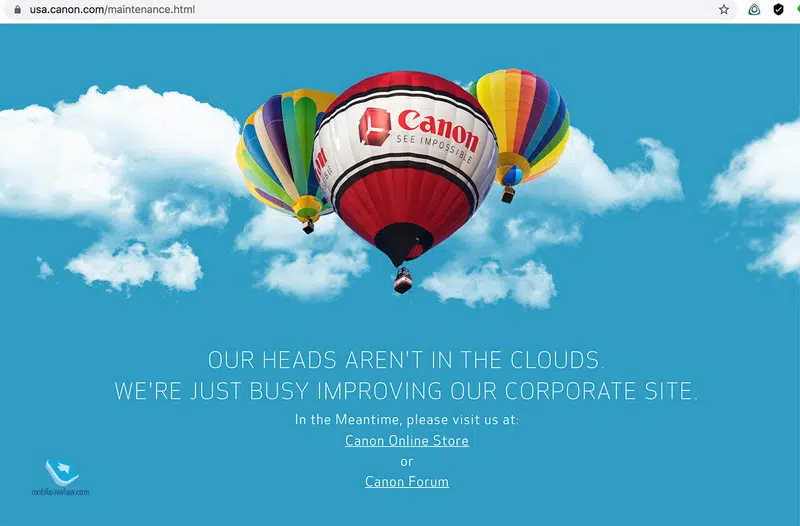 usa.canon.com/maintenance.html
Canon
SEE IMPOSSIBLE
OUR HEADS AREN'T IN THE CLOUDS.
WE'RE JUST BUSY IMPROVING OUR CORPORATE SITE.
In the Meantime, please visit us at:
Canon Online Store
or
Canon Forum
mobile-review.com